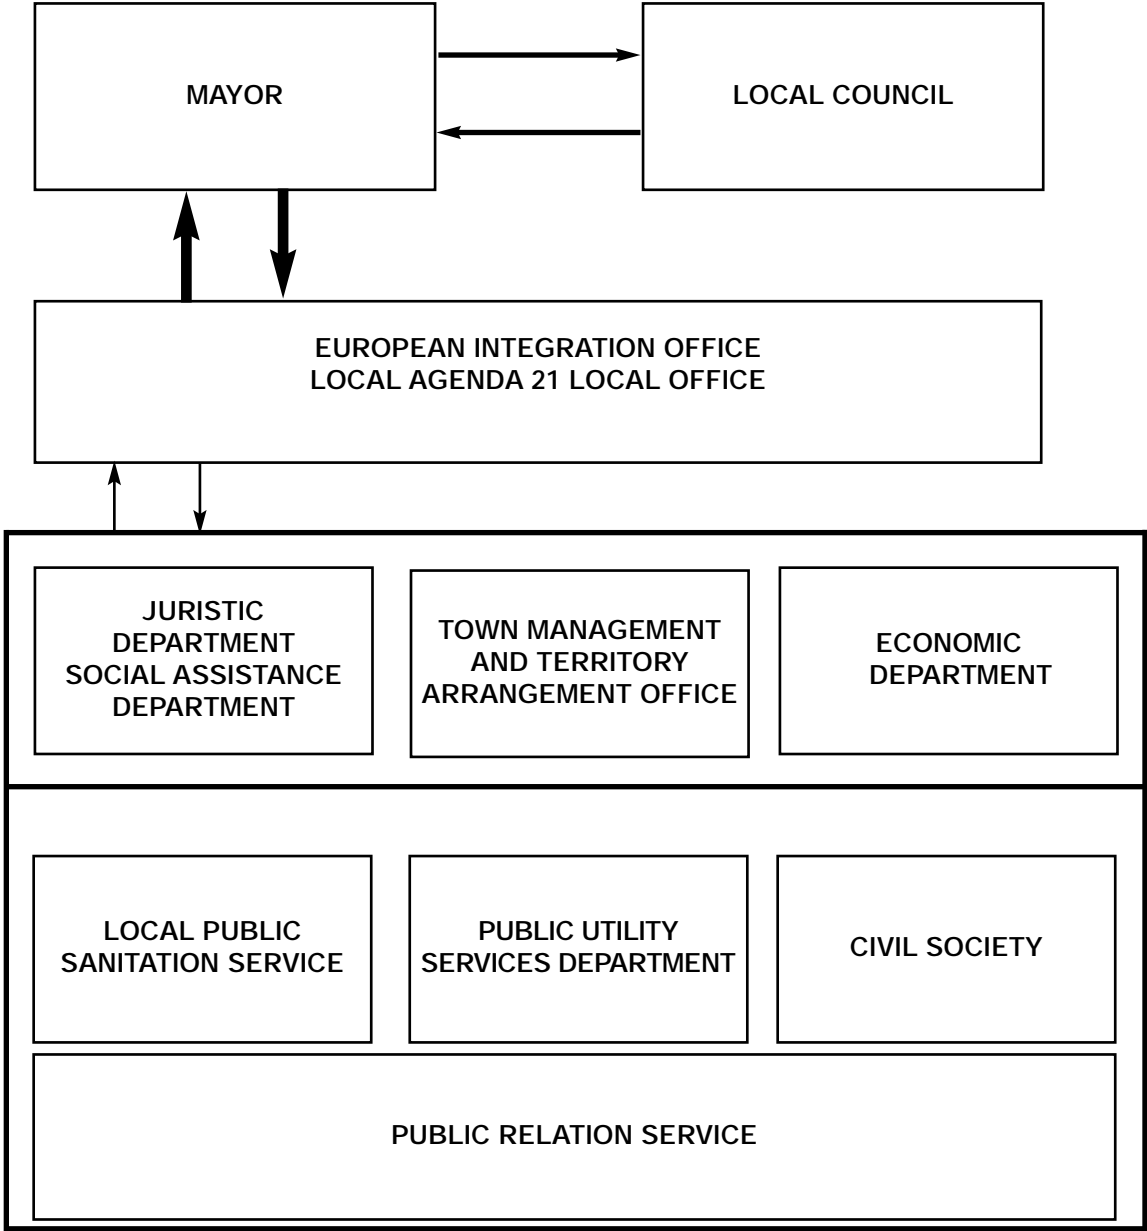 MAYOR
LOCAL COUNCIL
EUROPEAN INTEGRATION OFFICE
LOCAL AGENDA 21 LOCAL OFFICE
JURISTIC
DEPARTMENT
SOCIAL ASSISTANCE
DEPARTMENT
TOWN MANAGEMENT
AND TERRITORY
ARRANGEMENT OFFICE
ECONOMIC
DEPARTMENT
LOCAL PUBLIC
SANITATION SERVICE
PUBLIC UTILITY
SERVICES DEPARTMENT
CIVIL SOCIETY
PUBLIC RELATION SERVICE